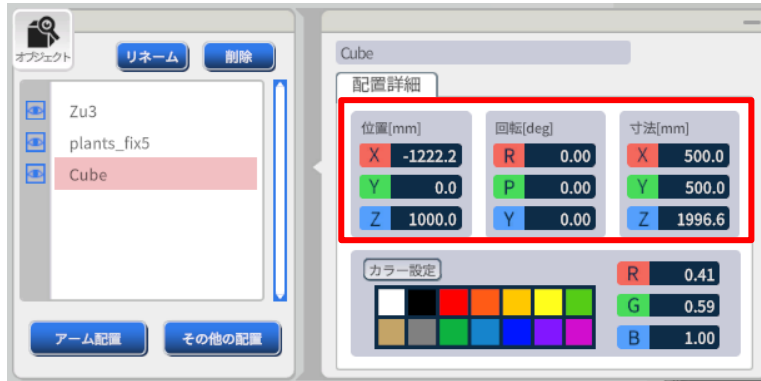 オブジェクト
リネーム
削除
Zu3
plants_fix5
Cube
アーム配置
その他の配置
Cube
配置詳細
位置[mm]
X -1222.2
Y 0.0
Z 1000.0
回転[deg]
R 0.00
P 0.00
Y 0.00
寸法[mm]
X 500.0
Y 500.0
Z 1996.6
カラー設定
R 0.41
G 0.59
B 1.00